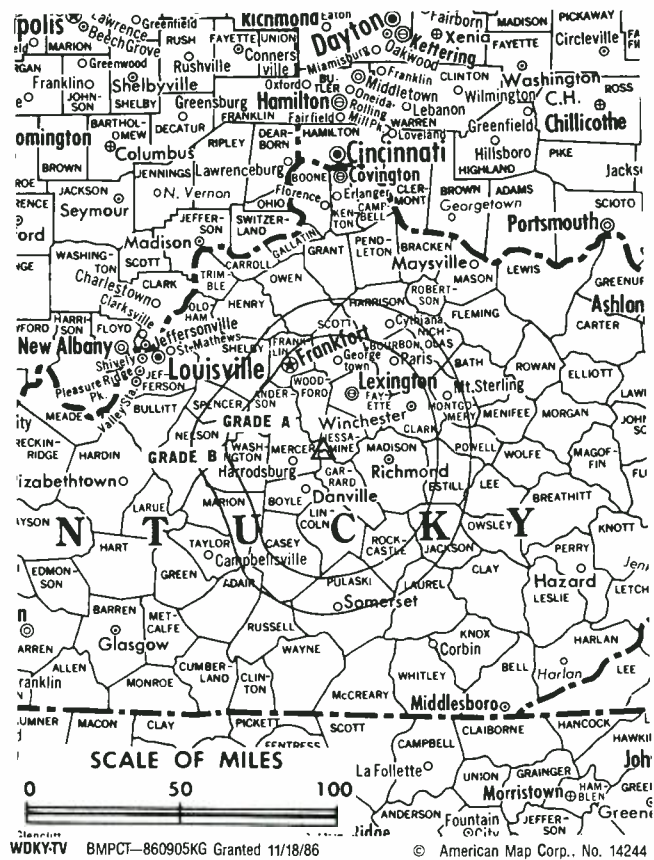 polis
Lawrence
Greenfield
Richmond
Eaton
Fairborn
MADISON
PICKAWAY
Beech Grove
RUSH
FAYETTE
UNION
Dayton
Xenia
FAYETTE
Circleville
MARION
Greenwood
Connersville
Miamisburg
Oakwood
Kettering
Franklin
Shelbyville
Rushville
Oxford
BUTLER
Franklin
CLINTON
Washington C.H.
ROSS
JOHNSON
SHELBY
Greensburg
Hamilton
Middletown
Oneida
Lebanon
Wilmington
Chillicothe
FRANKLIN
Fairfield
Rolling
Mill Pk.
WARREN
Greenfield
omington
BARTHOLOMEW
DECATUR
RIPLEY
DEARBORN
HAMILTON
Loveland
Hillsboro
PIKE
BROWN
Columbus
Cincinnati
HIGHLAND
Jacks
JENNINGS
Lawrenceburg
BOONE
Covington
CLERMONT
BROWN
ADAMS
JACKSON
N. Vernon
Florence
Erlanger
Georgetown
SCIOTO
Seymour
OHIO
KENTON
CAMPBELL
Portsmouth
JEFFERSON
SWITZERLAND
Madison
GALLATIN
GRANT
PENDLETON
BRACKEN
WASHINGTON
SCOTT
CARROLL
Maysville
MASON
LEWIS
Charlestown
CLARK
TRIMBLE
OWEN
ROBERTSON
GREENUP
Clarksville
HENRY
HARRISON
FLEMING
Ashlan
HARRISON
FLOYD
OLDHAM
SCOTT
Cynthiana
NICHOLAS
CARTER
New Albany
Jeffersonville
St. Mathews
SHELBY
FRANKLIN
Frankfort
BOURBON
Shively
Louisville
Georgetown
Paris
BATH
ROWAN
ELLIOTT
Pleasure Ridge Pk.
JEFFERSON
WOODFORD
Lexington
Mt. Sterling
Valley Sta.
BULLITT
SPENCER
ANDERSON
FAYETTE
MONTGOMERY
MENIFEE
MORGAN
MEADE
GRADE A
Winchester
NELSON
CLARK
HARDIN
GRADE B
WASHINGTON
MERCER
JESSAMINE
MADISON
POWELL
WOLFE
MAGOFFIN
Harrodsburg
GARRARD
Richmond
izabethtown
ESTILL
LEE
BREATHITT
LARUE
MARION
BOYLE
Danville
LINCOLN
OWSLEY
N T U C K Y
KNOTT
HART
TAYLOR
CASEY
ROCKCASTLE
JACKSON
PERRY
Campbellsville
CLAY
EDMONSON
GREEN
ADAIR
PULASKI
LAUREL
Hazard
LESLIE
BARREN
METCALFE
Somerset
Glasgow
RUSSELL
WAYNE
KNOX
HARLAN
ALLEN
CUMBERLAND
Corbin
BELL
LEE
MONROE
CLINTON
WHITLEY
Harlan
McCREARY
Middlesboro
MACON
CLAY
PICKETT
SCOTT
CLAIBORNE
HANCOCK
FENTRESS
CAMPBELL
SCALE OF MILES
La Follette
UNION
GRAINGER
0 50 100
Morristown
HAMBLEN
ANDERSON
Fountain City
JEFFERSON
WDKY-TV BMPCT—860905KG Granted 11/18/86 © American Map Corp., No. 14244